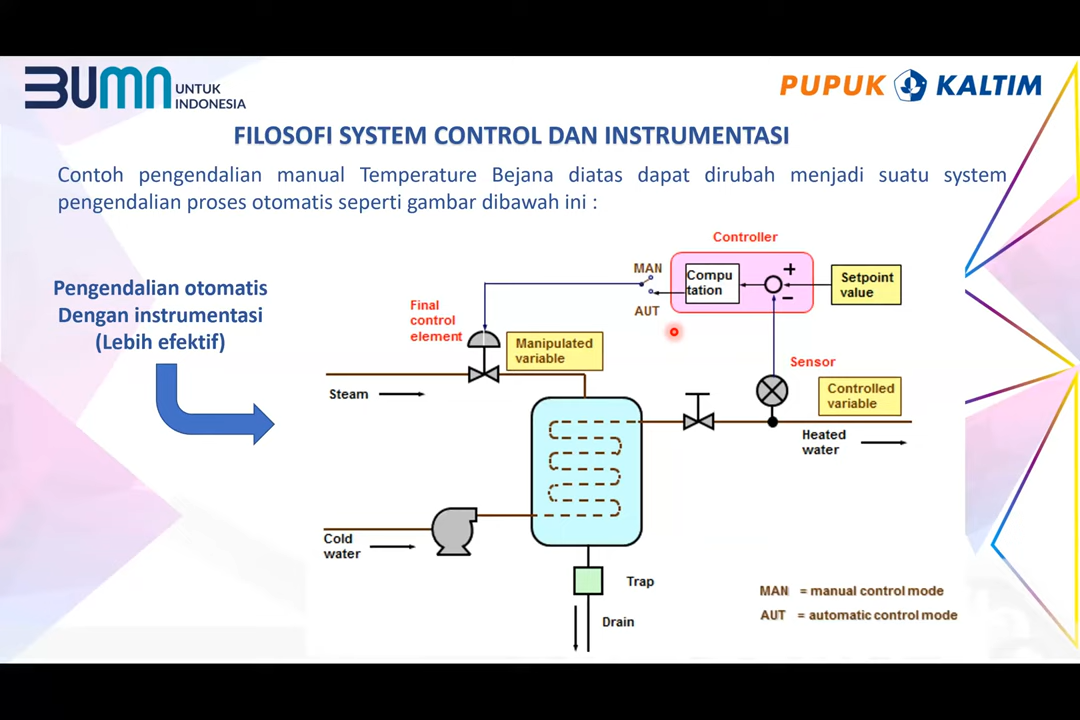 BUMN UNTUK
INDONESIA
PUPUK KALTIM
FILOSOFI SYSTEM CONTROL DAN INSTRUMENTASI
Contoh pengendalian manual Temperature Bejana diatas dapat dirubah menjadi suatu system
pengendalian proses otomatis seperti gambar dibawah ini :
Pengendalian otomatis
Dengan instrumentasi
(Lebih efektif)
Controller
MAN
Compu
tation
+
−
Setpoint
value
AUT
Final
control
element
Manipulated
variable
Sensor
Controlled
variable
Steam
Heated
water
Cold
water
Trap
Drain
MAN = manual control mode
AUT = automatic control mode